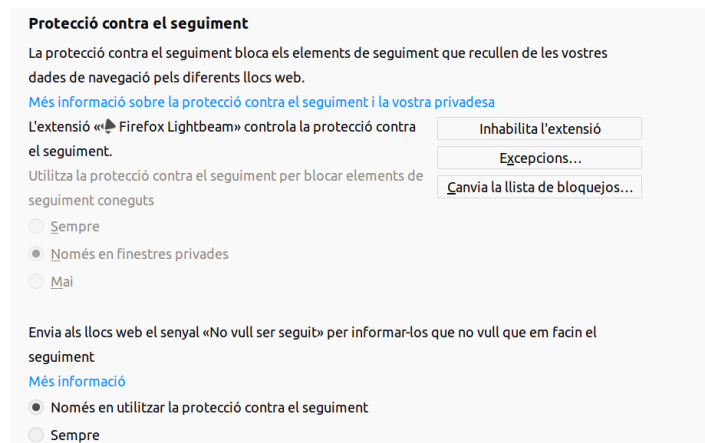 Protecció contra el seguiment
La protecció contra el seguiment bloca els elements de seguiment que recullen de les vostres
dades de navegació pels diferents llocs web.
Més informació sobre la protecció contra el seguiment i la vostra privadesa
L'extensió « Firefox Lightbeam» controla la protecció contra
el seguiment.
Inhabilita l'extensió
Excepcions…
Utilitza la protecció contra el seguiment per blocar elements de
seguiment coneguts
Canvia la llista de bloquejos…
Sempre
Només en finestres privades
Mai
Envia als llocs web el senyal «No vull ser seguit» per informar-los que no vull que em facin el
seguiment
Més informació
Només en utilitzar la protecció contra el seguiment
Sempre